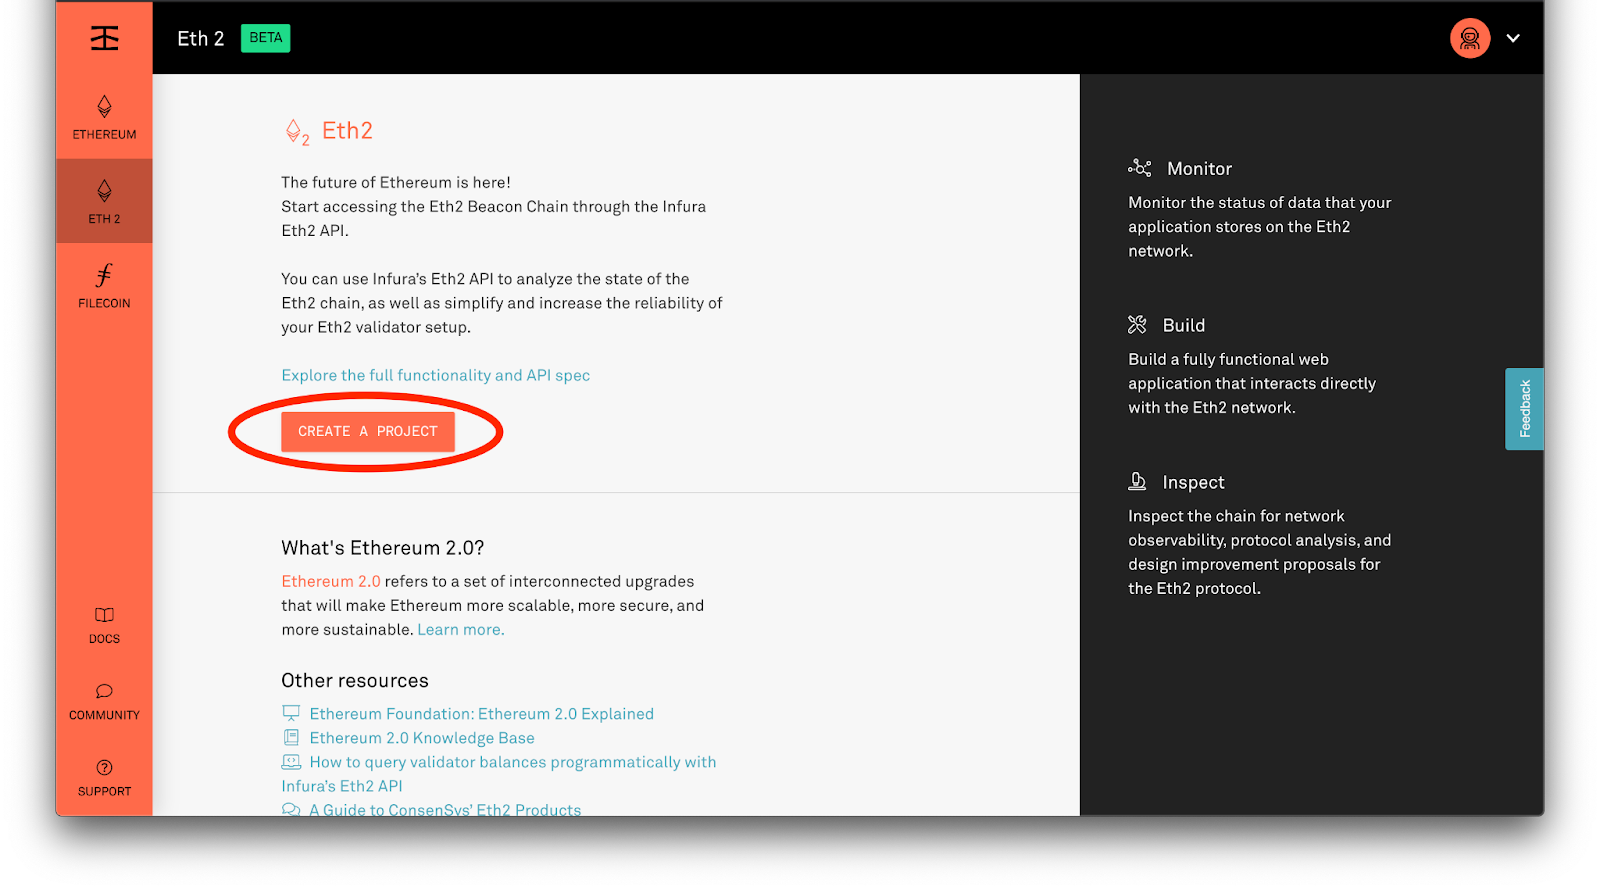 Eth 2 BETA
ETHEREUM
ETH 2
FILECOIN
DOCS
COMMUNITY
SUPPORT
2 Eth2
The future of Ethereum is here!
Start accessing the Eth2 Beacon Chain through the Infura
Eth2 API.
You can use Infura’s Eth2 API to analyze the state of the
Eth2 chain, as well as simplify and increase the reliability of
your Eth2 validator setup.
Explore the full functionality and API spec
CREATE A PROJECT
What's Ethereum 2.0?
Ethereum 2.0 refers to a set of interconnected upgrades
that will make Ethereum more scalable, more secure, and
more sustainable. Learn more.
Other resources
Ethereum Foundation: Ethereum 2.0 Explained
Ethereum 2.0 Knowledge Base
How to query validator balances programmatically with
Infura’s Eth2 API
A Guide to ConsenSys’ Eth2 Products
Monitor
Monitor the status of data that your
application stores on the Eth2
network.
Build
Build a fully functional web
application that interacts directly
with the Eth2 network.
Inspect
Inspect the chain for network
observability, protocol analysis, and
design improvement proposals for
the Eth2 protocol.
Feedback